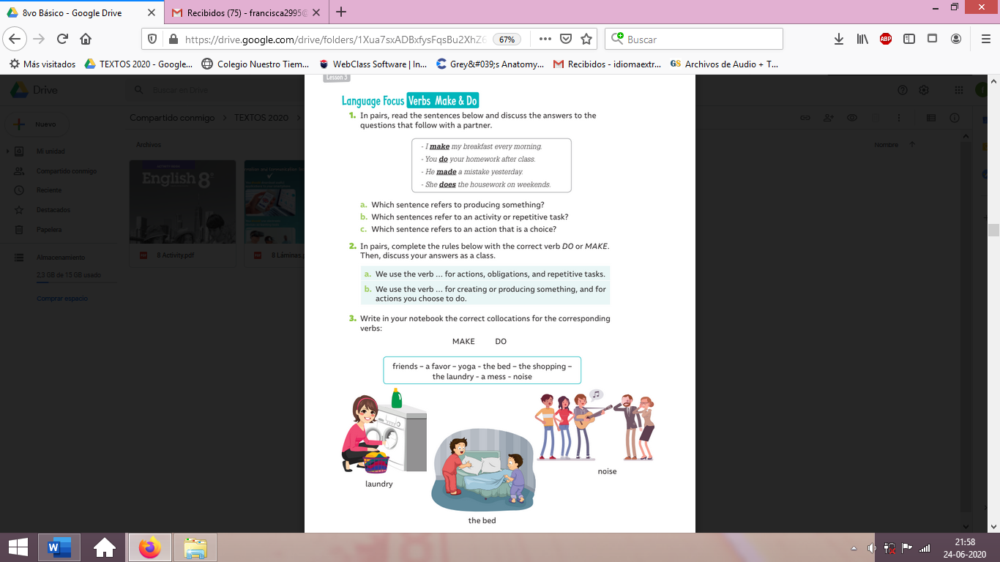 8vo Básico - Google Drive
Recibidos (75) - francisca2995@
https://drive.google.com/drive/folders/1Xua7sxADBxfysFqsBu2XhZ6
67%
Buscar
ABP
Más visitados
TEXTOS 2020 - Google...
Colegio Nuestro Tiem...
WebClass Software | In...
Grey&#039;s Anatomy...
Recibidos - idiomaextr...
GS Archivos de Audio + T...
Drive
Buscar en Drive
Nuevo
Compartido conmigo
TEXTOS 2020
Nombre
Mi unidad
Compartido conmigo
Reciente
Destacados
Papelera
Almacenamiento
2,3 GB de 15 GB usado
Comprar espacio
Archivos
English 8°
8 Activity.pdf
8 Láminas.p
Lesson 3
Language Focus Verbs Make & Do
1. In pairs, read the sentences below and discuss the answers to the
questions that follow with a partner.
- I make my breakfast every morning.
- You do your homework after class.
- He made a mistake yesterday.
- She does the housework on weekends.
a. Which sentence refers to producing something?
b. Which sentences refer to an activity or repetitive task?
c. Which sentence refers to an action that is a choice?
2. In pairs, complete the rules below with the correct verb DO or MAKE.
Then, discuss your answers as a class.
a. We use the verb ... for actions, obligations, and repetitive tasks.
b. We use the verb ... for creating or producing something, and for
actions you choose to do.
3. Write in your notebook the correct collocations for the corresponding
verbs:
MAKE DO
friends – a favor – yoga - the bed – the shopping –
the laundry - a mess - noise
laundry
the bed
noise
21:58
24-06-2020